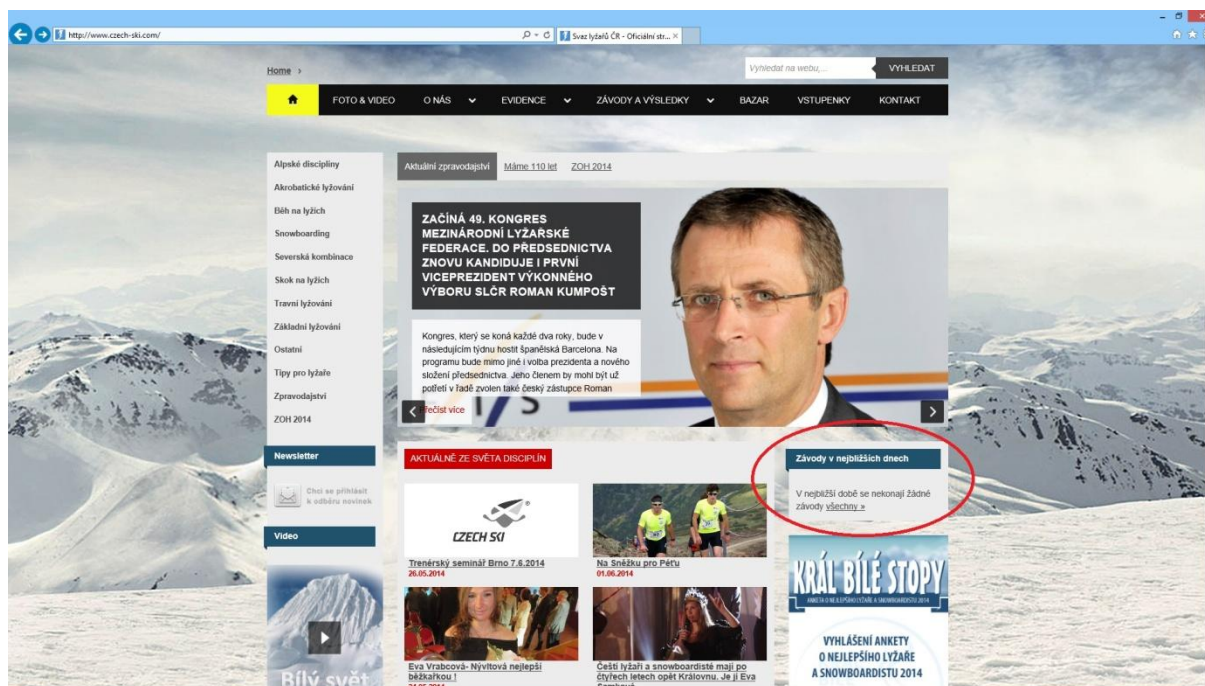 http://www.czech-ski.com/
Svaz lyžařů ČR - Oficiální str...
Home ›
Vyhledat na webu,...
VYHLEDAT
FOTO & VIDEO
O NÁS
EVIDENCE
ZÁVODY A VÝSLEDKY
BAZAR
VSTUPENKY
KONTAKT
Alpské disciplíny
Akrobatické lyžování
Běh na lyžích
Snowboarding
Severská kombinace
Skok na lyžích
Travní lyžování
Základní lyžování
Ostatní
Tipy pro lyžaře
Zpravodajství
ZOH 2014
Newsletter
Chci se přihlásit
k odběru novinek
Video
Bílý svět
Aktuální zpravodajství
Máme 110 let
ZOH 2014
ZAČÍNÁ 49. KONGRES
MEZINÁRODNÍ LYŽAŘSKÉ
FEDERACE. DO PŘEDSEDNICTVA
ZNOVU KANDIDUJE I PRVNÍ
VICEPREZIDENT VÝKONNÉHO
VÝBORU SLČR ROMAN KUMPOŠT
Kongres, který se koná každé dva roky, bude v
následujícím týdnu hostit španělská Barcelona. Na
programu bude mimo jiné i volba prezidenta a nového
složení předsednictva. Jeho členem by mohl být už
potřetí v řadě zvolen také český zástupce Roman
řečíst více
AKTUÁLNĚ ZE SVĚTA DISCIPLÍN
CZECH SKI
Trenérský seminář Brno 7.6.2014
26.05.2014
Na Sněžku pro Péťu
01.06.2014
Eva Vrabcová- Nývltová nejlepší
běžkařkou !
Čeští lyžaři a snowboardisté mají po
čtyřech letech opět Královnu. Je jí Eva
Závody v nejbližších dnech
V nejbližší době se nekonají žádné
závody všechny »
KRÁL BÍLÉ STOPY
ANKETA O NEJLEPŠÍHO LYŽAŘE A SNOWBOARDISTU 2014
VYHLÁŠENÍ ANKETY
O NEJLEPŠÍHO LYŽAŘE
A SNOWBOARDISTU 2014